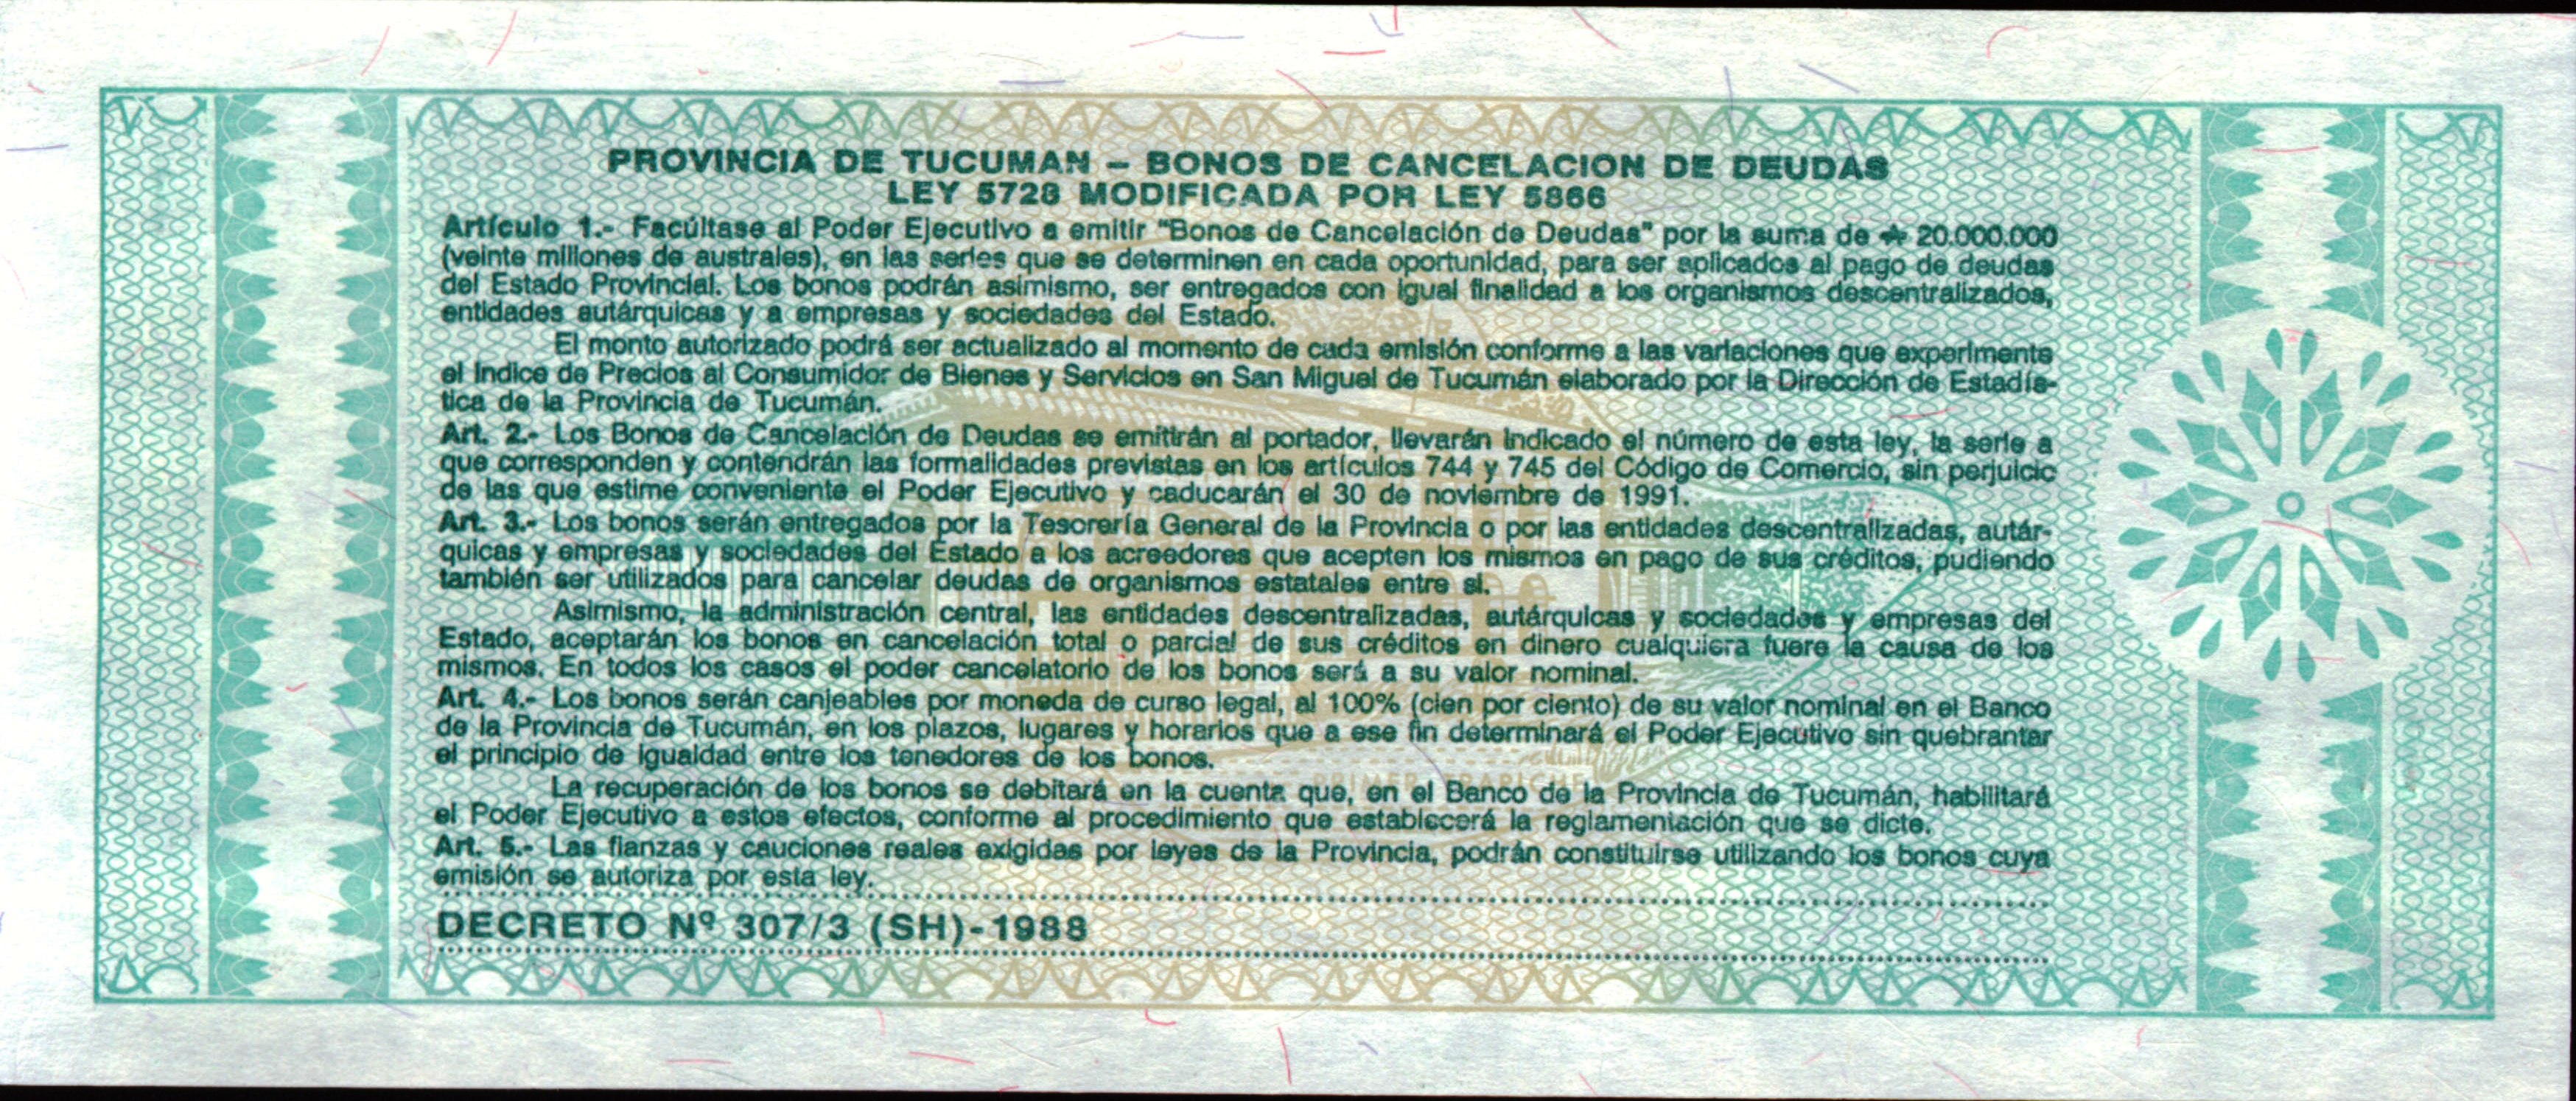 PROVINCIA DE TUCUMAN – BONOS DE CANCELACION DE DEUDAS
LEY 5728 MODIFICADA POR LEY 5866
Artículo 1.- Facúltase al Poder Ejecutivo a emitir "Bonos de Cancelación de Deudas" por la suma de ₳ 20.000.000
(veinte millones de australes), en las series que se determinen en cada oportunidad, para ser aplicados al pago de deudas
del Estado Provincial. Los bonos podrán asimismo, ser entregados con igual finalidad a los organismos descentralizados,
entidades autárquicas y a empresas y sociedades del Estado.
El monto autorizado podrá ser actualizado al momento de cada emisión conforme a las variaciones que experimente
el Indice de Precios al Consumidor de Bienes y Servicios en San Miguel de Tucumán elaborado por la Dirección de Estadís-
tica de la Provincia de Tucumán.
Art. 2.- Los Bonos de Cancelación de Deudas se emitirán al portador, llevarán indicado el número de esta ley, la serie a
que corresponden y contendrán las formalidades previstas en los artículos 744 y 745 del Código de Comercio, sin perjuicio
de las que estime conveniente el Poder Ejecutivo y caducarán el 30 de noviembre de 1991.
Art. 3.- Los bonos serán entregados por la Tesorería General de la Provincia o por las entidades descentralizadas, autár-
quicas y empresas y sociedades del Estado a los acreedores que acepten los mismos en pago de sus créditos, pudiendo
también ser utilizados para cancelar deudas de organismos estatales entre si.
Asimismo, la administración central, las entidades descentralizadas, autárquicas y sociedades y empresas del
Estado, aceptarán los bonos en cancelación total o parcial de sus créditos en dinero cualquiera fuere la causa de los
mismos. En todos los casos el poder cancelatorio de los bonos será a su valor nominal.
Art. 4.- Los bonos serán canjeables por moneda de curso legal, al 100% (cien por ciento) de su valor nominal en el Banco
de la Provincia de Tucumán, en los plazos, lugares y horarios que a ese fin determinará el Poder Ejecutivo sin quebrantar
el principio de igualdad entre los tenedores de los bonos.
PRIMER TRAPICHE
La recuperación de los bonos se debitará en la cuenta que, en el Banco de la Provincia de Tucumán, habilitará
el Poder Ejecutivo a estos efectos, conforme al procedimiento que establecerá la reglamentación que se dicte.
Art. 5.- Las fianzas y cauciones reales exigidas por leyes de la Provincia, podrán constituirse utilizando los bonos cuya
emisión se autoriza por esta ley.
DECRETO Nº 307/3 (SH)-1988